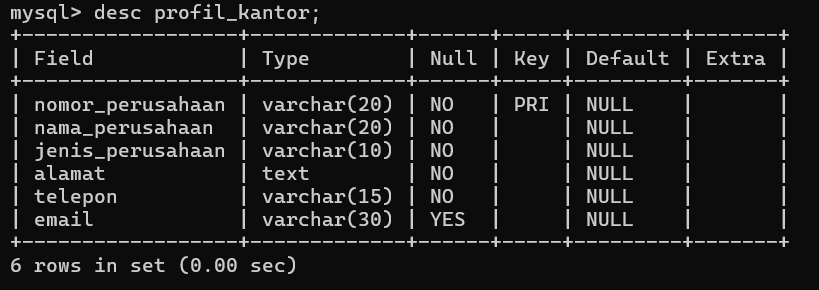 mysql> desc profil_kantor;
+------------------+-------------+------+-----+---------+-------+
| Field            | Type        | Null | Key | Default | Extra |
+------------------+-------------+------+-----+---------+-------+
| nomor_perusahaan | varchar(20) | NO   | PRI | NULL    |       |
| nama_perusahaan  | varchar(20) | NO   |     | NULL    |       |
| jenis_perusahaan | varchar(10) | NO   |     | NULL    |       |
| alamat           | text        | NO   |     | NULL    |       |
| telepon          | varchar(15) | NO   |     | NULL    |       |
| email            | varchar(30) | YES  |     | NULL    |       |
+------------------+-------------+------+-----+---------+-------+
6 rows in set (0.00 sec)